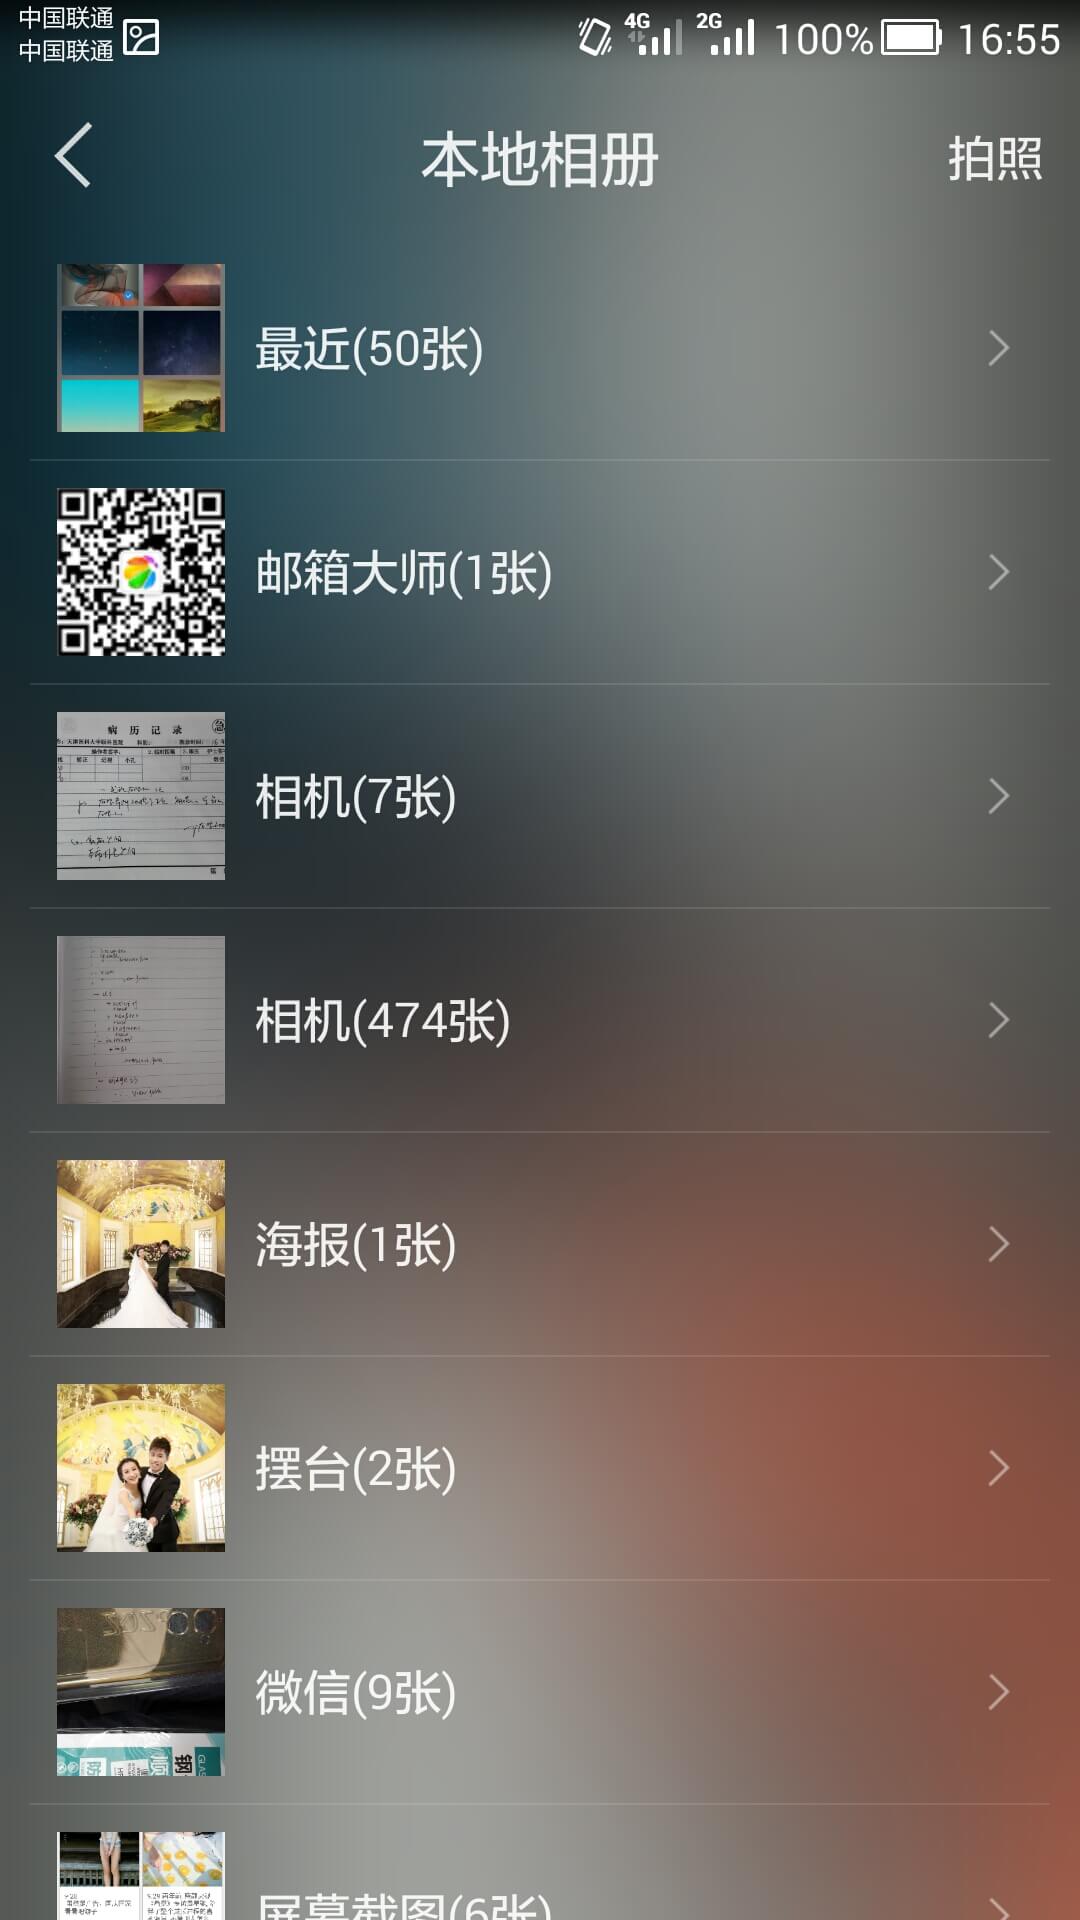 中国联通
中国联通
4G 2G 100% 16:55
本地相册
拍照
最近(50张)
邮箱大师(1张)
病历记录
急
相机(7张)
相机(474张)
海报(1张)
摆台(2张)
微信(9张)
屏幕截图(6张)